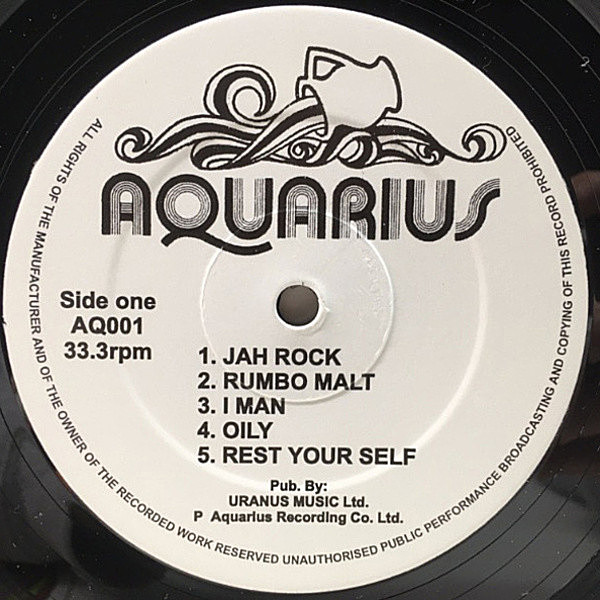 AQUARIUS
Side one
AQ001
33.3rpm
1. JAH ROCK
2. RUMBO MALT
3. I MAN
4. OILY
5. REST YOUR SELF
Pub. By:
URANUS MUSIC Ltd.
P Aquarius Recording Co. Ltd.
ALL RIGHTS OF THE MANUFACTURER AND OF THE OWNER OF THE RECORDED WORK RESERVED UNAUTHORISED PUBLIC PERFORMANCE BROADCASTING AND COPYING OF THIS RECORD PROHIBITED